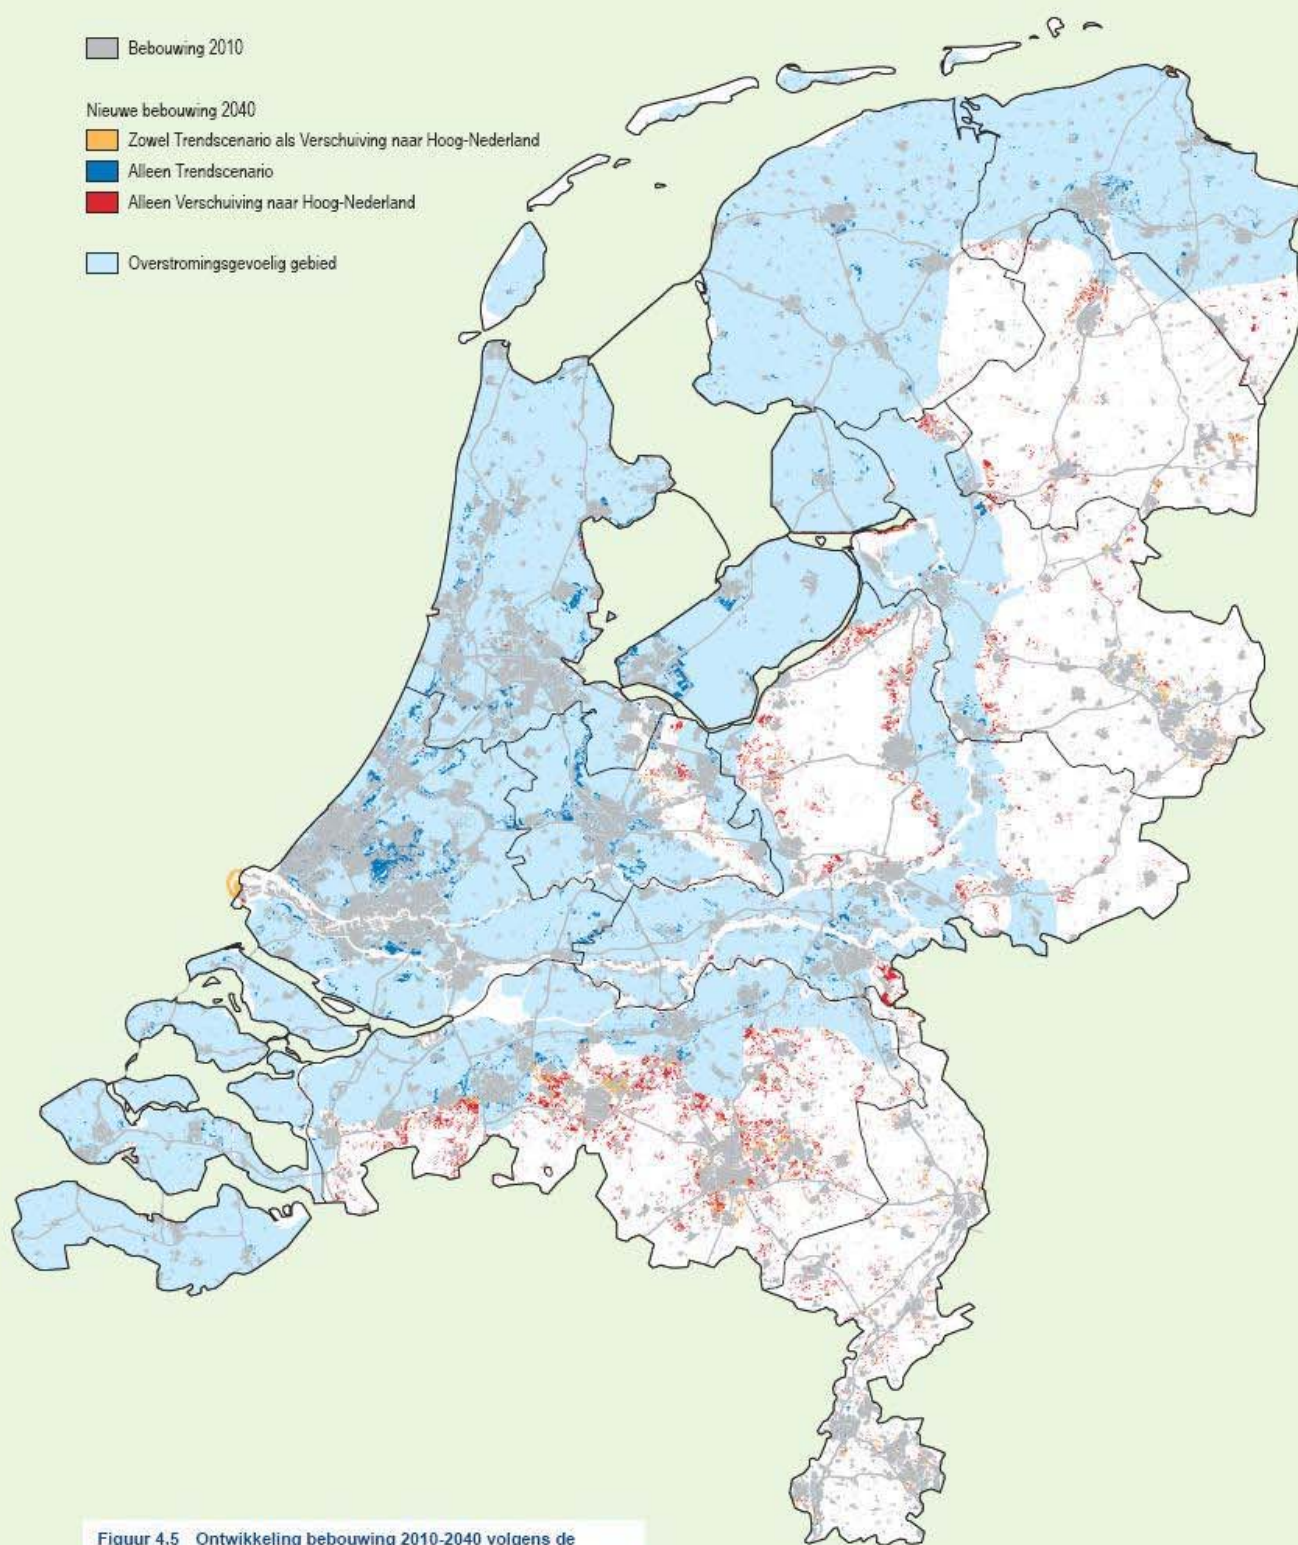 Bebouwing 2010
Nieuwe bebouwing 2040
Zowel Trendscenario als Verschuiving naar Hoog-Nederland
Alleen Trendscenario
Alleen Verschuiving naar Hoog-Nederland
Overstromingsgevoelig gebied
Figuur 4.5 Ontwikkeling bebouwing 2010-2040 volgens de